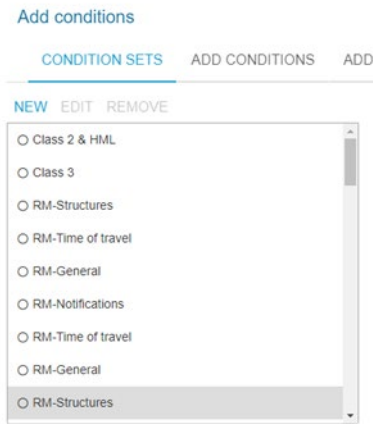 Add conditions
CONDITION SETS ADD CONDITIONS ADD
NEW EDIT REMOVE
Class 2 & HML
Class 3
RM-Structures
RM-Time of travel
RM-General
RM-Notifications
RM-Time of travel
RM-General
RM-Structures